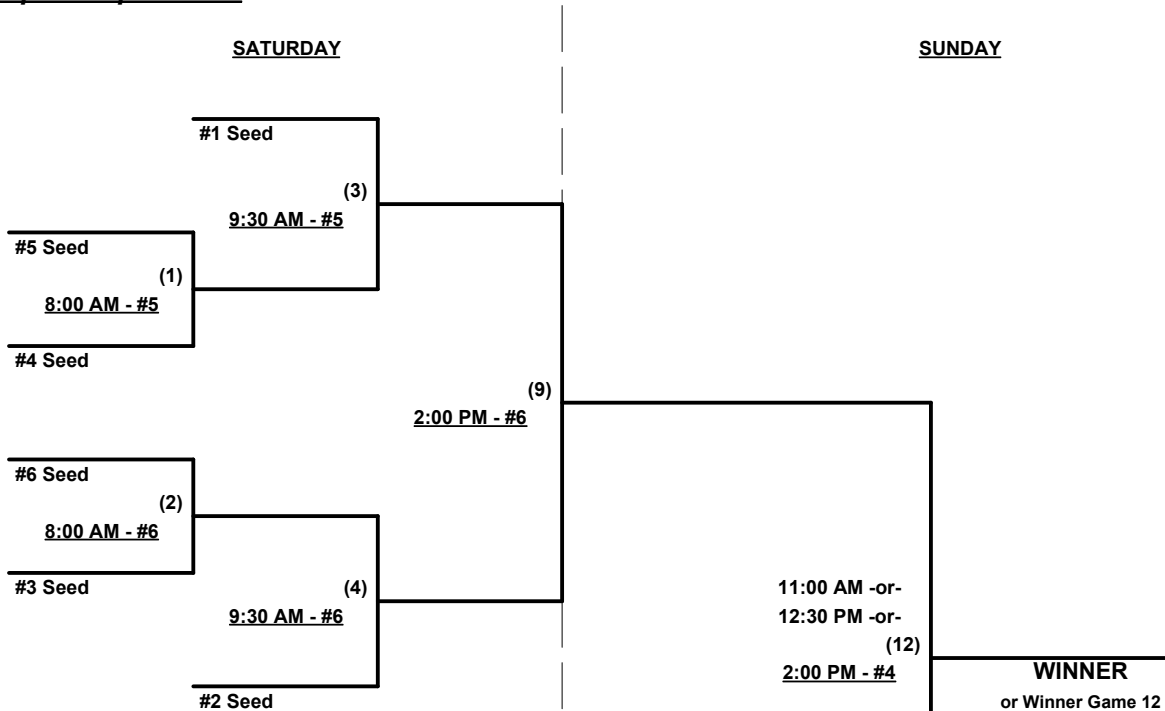 SATURDAY
SUNDAY
#1 Seed
(3)
9:30 AM - #5
#5 Seed
(1)
8:00 AM - #5
#4 Seed
(9)
2:00 PM - #6
#6 Seed
(2)
8:00 AM - #6
#3 Seed
(4)
9:30 AM - #6
#2 Seed
11:00 AM -or-
12:30 PM -or-
(12)
2:00 PM - #4
WINNER
or Winner Game 12